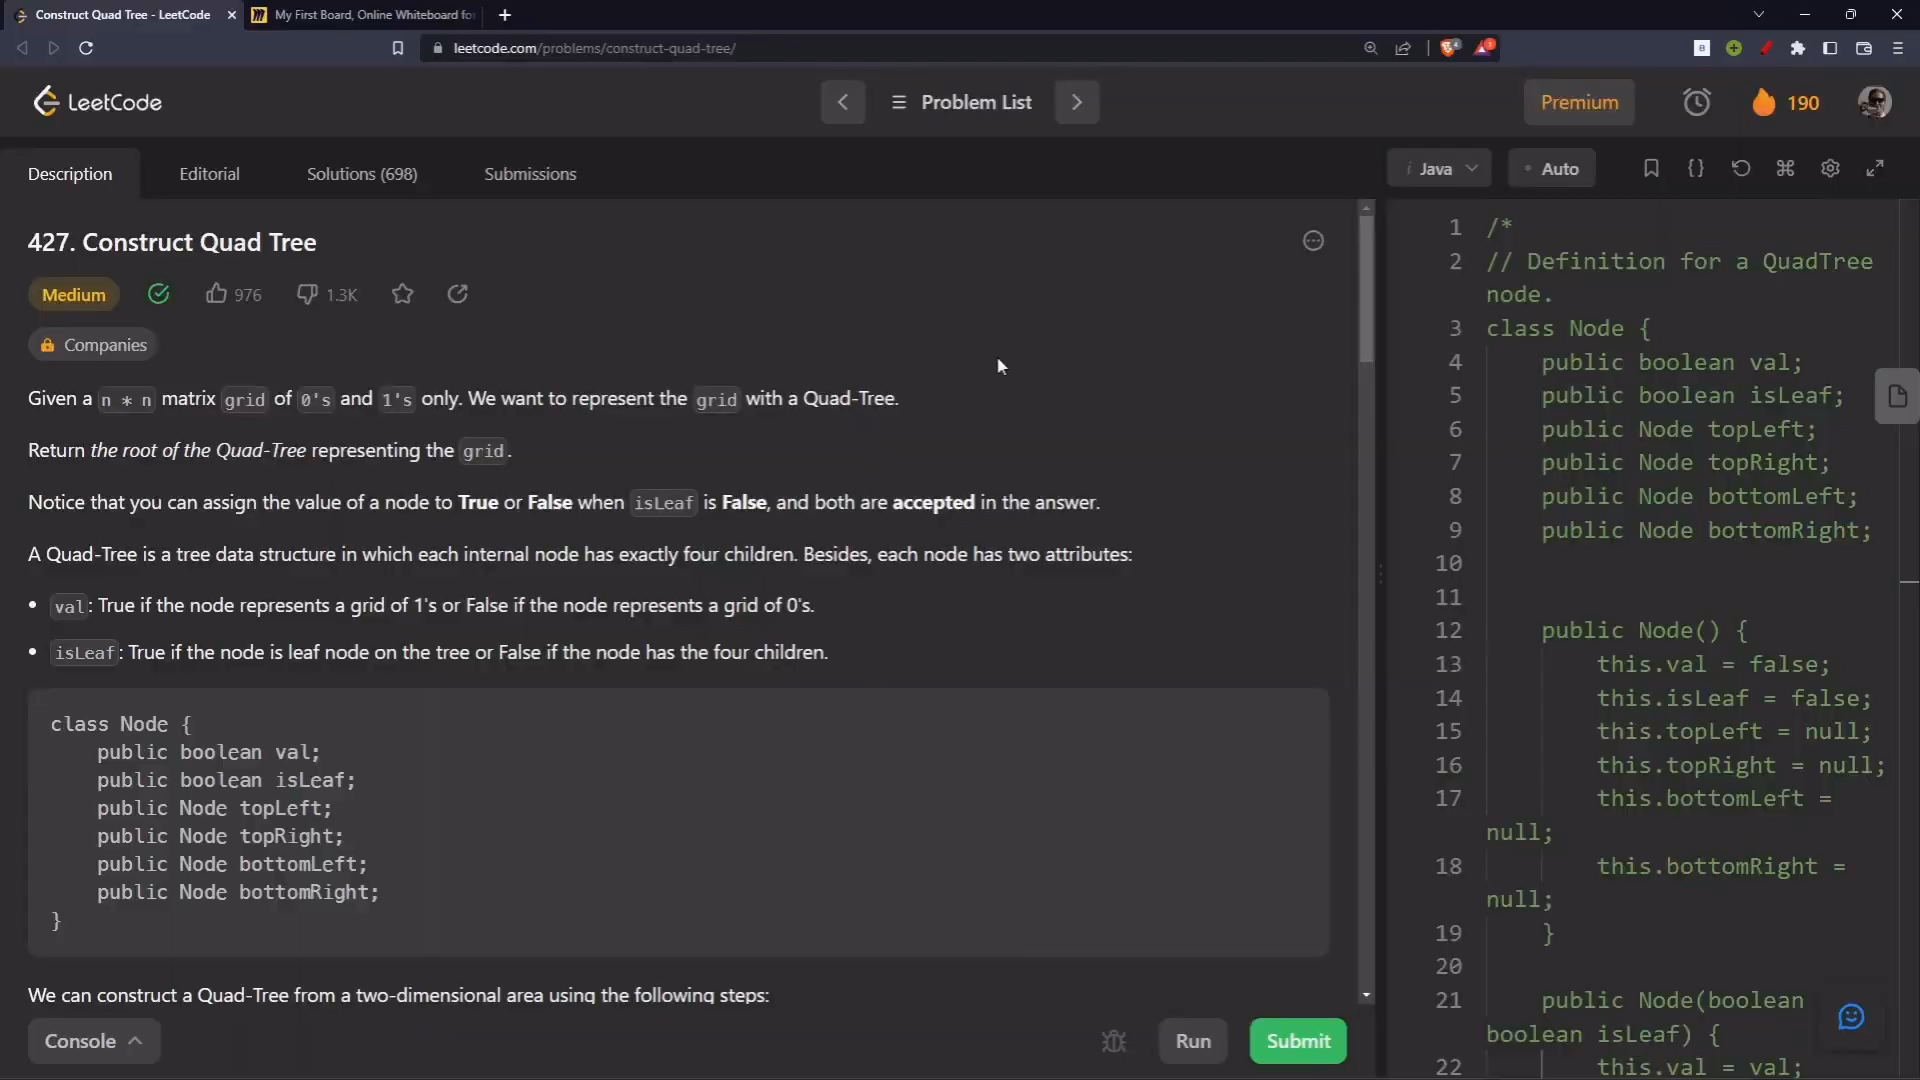 Construct Quad Tree - LeetCode
My First Board, Online Whiteboard fo
leetcode.com/problems/construct-quad-tree/
LeetCode
Problem List
Premium
190
Description
Editorial
Solutions (698)
Submissions
i Java
Auto
427. Construct Quad Tree
Medium
976
1.3K
Companies
Given a n * n matrix grid of 0's and 1's only. We want to represent the grid with a Quad-Tree.
Return the root of the Quad-Tree representing the grid.
Notice that you can assign the value of a node to True or False when isLeaf is False, and both are accepted in the answer.
A Quad-Tree is a tree data structure in which each internal node has exactly four children. Besides, each node has two attributes:
• val: True if the node represents a grid of 1's or False if the node represents a grid of 0's.
• isLeaf: True if the node is leaf node on the tree or False if the node has the four children.
class Node {
public boolean val;
public boolean isLeaf;
public Node topLeft;
public Node topRight;
public Node bottomLeft;
public Node bottomRight;
}
We can construct a Quad-Tree from a two-dimensional area using the following steps:
Console
Run
Submit
1 /*
2 // Definition for a QuadTree
node.
3 class Node {
4 public boolean val;
5 public boolean isLeaf;
6 public Node topLeft;
7 public Node topRight;
8 public Node bottomLeft;
9 public Node bottomRight;
10
11
12 public Node() {
13 this.val = false;
14 this.isLeaf = false;
15 this.topLeft = null;
16 this.topRight = null;
17 this.bottomLeft =
null;
18 this.bottomRight =
null;
19 }
20
21 public Node(boolean
boolean isLeaf) {
22 this.val = val;